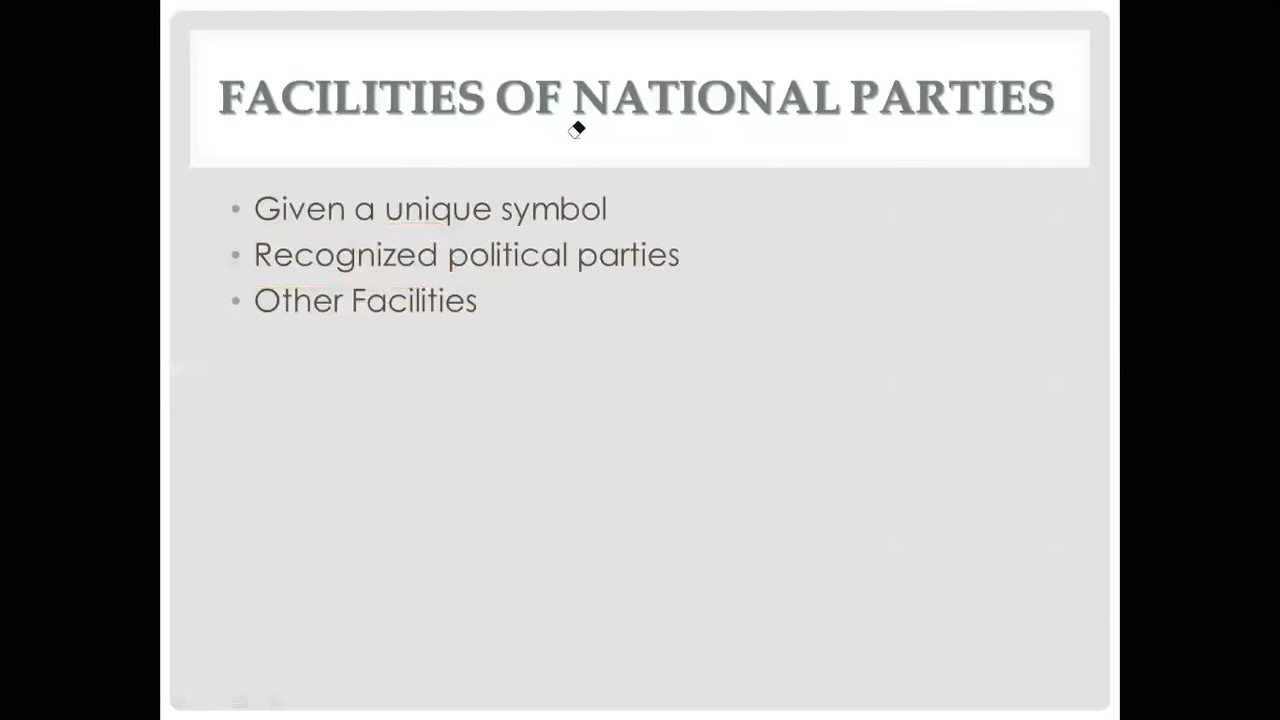 FACILITIES OF NATIONAL PARTIES
• Given a unique symbol
• Recognized political parties
• Other Facilities